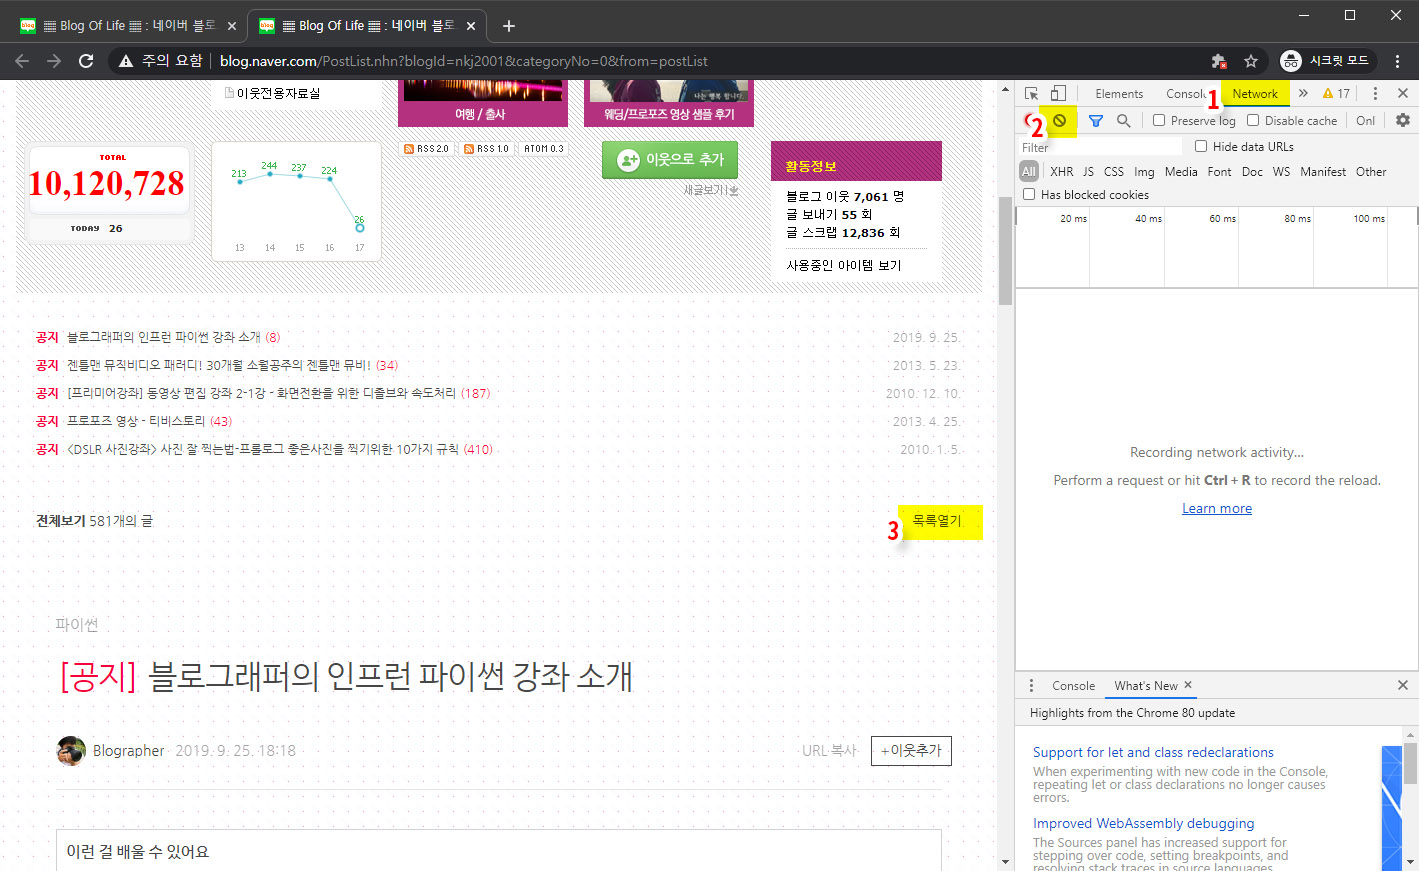 ▦ Blog Of Life ▦ : 네이버 블로
▦ Blog Of Life ▦ : 네이버 블로
주의 요함
blog.naver.com/PostList.nhn?blogId=nkj2001&categoryNo=0&from=postList
시크릿 모드
이웃전용자료실
여행 / 출사
나는 행복 합니다
웨딩/프로포즈 영상 샘플 후기
TOTAL
10,120,728
TODAY 26
213
244
237
224
26
13 14 15 16 17
RSS 2.0 RSS 1.0 ATOM 0.3
이웃으로 추가
새글보기
활동정보
블로그 이웃 7,061 명
글 보내기 55 회
글 스크랩 12,836 회
사용중인 아이템 보기
공지 블로그래퍼의 인프런 파이썬 강좌 소개 (8) 2019. 9. 25.
공지 젠틀맨 뮤직비디오 패러디! 30개월 소월공주의 젠틀맨 뮤비! (34) 2013. 5. 23.
공지 [프리미어강좌] 동영상 편집 강좌 2-1강 - 화면전환을 위한 디졸브와 속도처리 (187) 2010. 12. 10.
공지 프로포즈 영상 - 티비스토리 (43) 2013. 4. 25.
공지 <DSLR 사진강좌> 사진 잘 찍는법-프롤로그 좋은사진을 찍기위한 10가지 규칙 (410) 2010. 1. 5.
전체보기 581개의 글
3
목록열기
파이썬
[공지] 블로그래퍼의 인프런 파이썬 강좌 소개
Blographer 2019. 9. 25. 18:18
URL 복사 +이웃추가
이런 걸 배울 수 있어요
Elements Console 1 Network » 17
2
Preserve log Disable cache Onl
Filter Hide data URLs
All XHR JS CSS Img Media Font Doc WS Manifest Other
Has blocked cookies
20 ms 40 ms 60 ms 80 ms 100 ms
Recording network activity...
Perform a request or hit Ctrl + R to record the reload.
Learn more
Console What's New
Highlights from the Chrome 80 update
Support for let and class redeclarations
When experimenting with new code in the Console,
repeating let or class declarations no longer causes
errors.
Improved WebAssembly debugging
The Sources panel has increased support for
stepping over code, setting breakpoints, and
resolving stack traces in source languages.